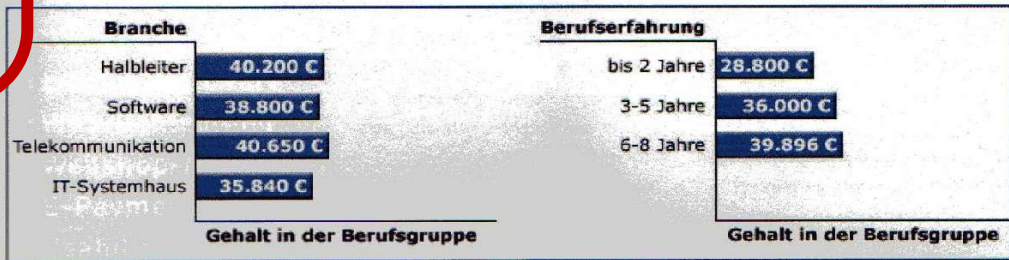 Branche
Halbleiter 40.200 €
Software 38.800 €
Telekommunikation 40.650 €
IT-Systemhaus 35.840 €
Gehalt in der Berufsgruppe
Berufserfahrung
bis 2 Jahre 28.800 €
3-5 Jahre 36.000 €
6-8 Jahre 39.896 €
Gehalt in der Berufsgruppe